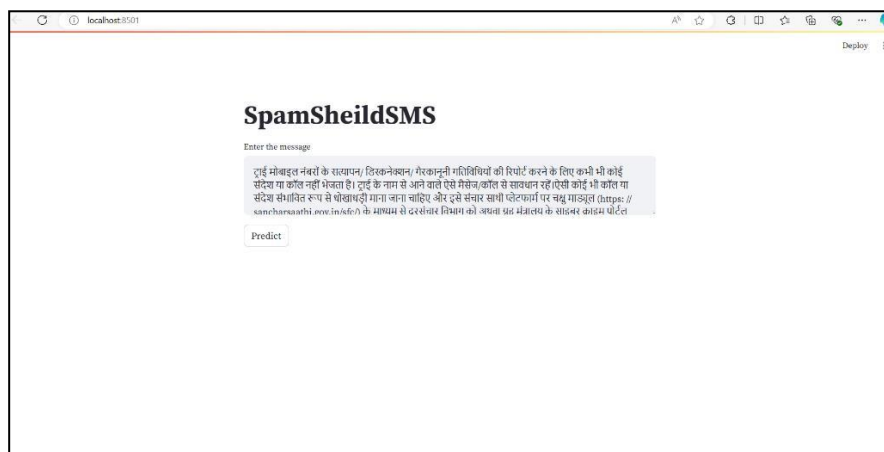 localhost:8501
Deploy
SpamSheildSMS
Enter the message
ट्राई मोबाइल नंबरों के सत्यापन/ डिस्कनेक्शन/ गैरकानूनी गतिविधियों की रिपोर्ट करने के लिए कभी भी कोई
संदेश या कॉल नहीं भेजता है। ट्राई के नाम से आने वाले ऐसे मैसेज/कॉल से सावधान रहें।ऐसी कोई भी कॉल या
संदेश संभावित रूप से धोखाधड़ी माना जाना चाहिए और इसे संचार साथी प्लेटफार्म पर चक्षु माड्यूल (https: //
sancharsaathi.gov.in/sfc/) के माध्यम से दूरसंचार विभाग को अथवा गृह मंत्रालय के साइबर क्राइम पोर्टल
Predict